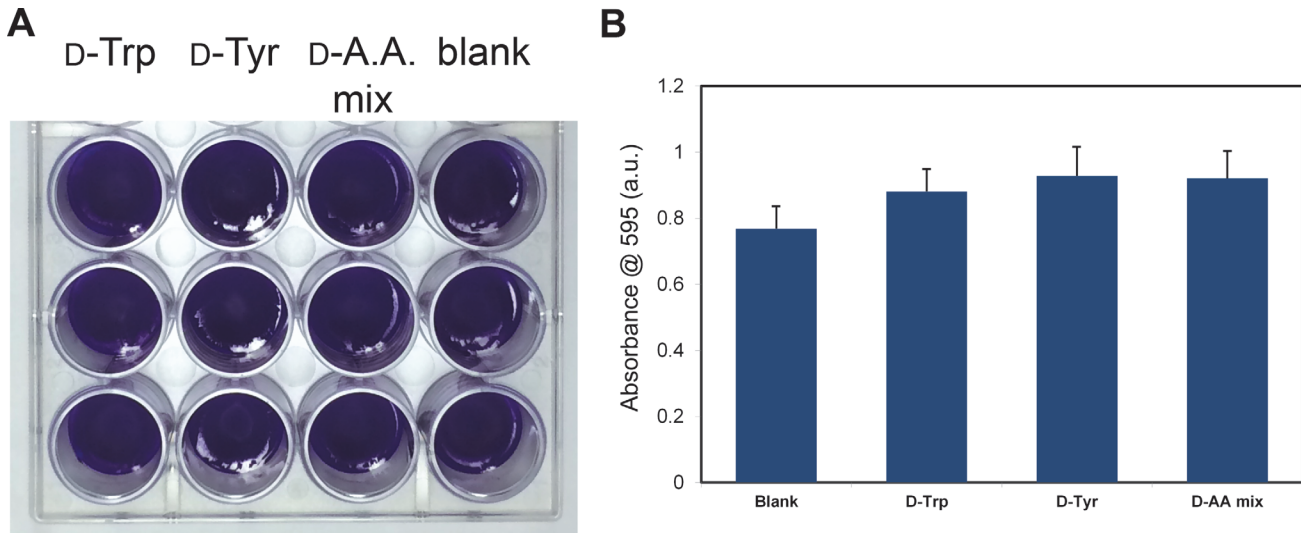 A
D-Trp D-Tyr D-A.A. blank
mix
B
Absorbance @ 595 (a.u.)
1.2
1
0.8
0.6
0.4
0.2
0
Blank D-Trp D-Tyr D-AA mix